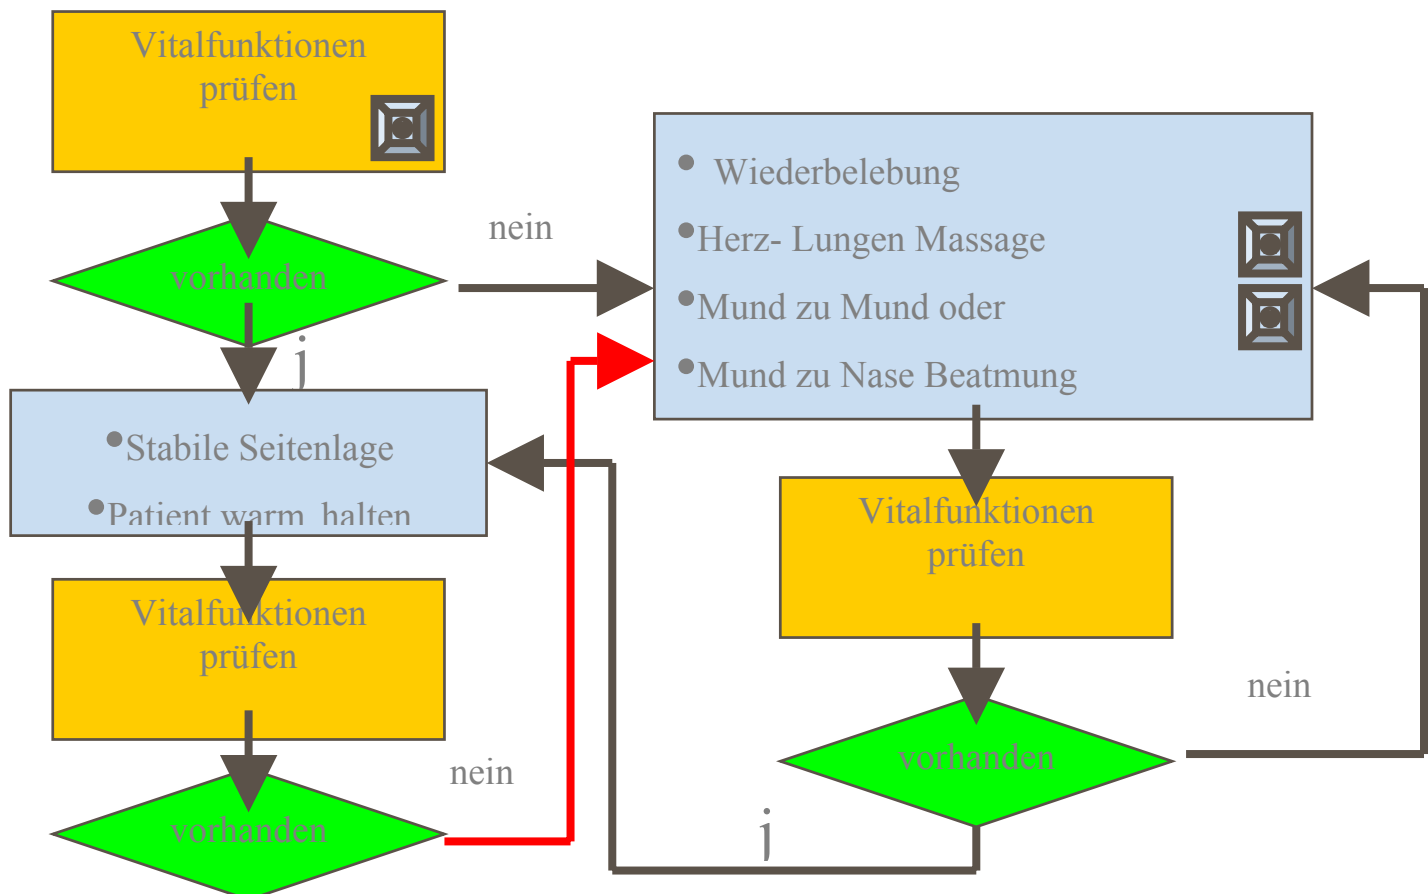 Vitalfunktionen
prüfen
nein
vorhanden
j
• Stabile Seitenlage
• Patient warm halten
Vitalfunktionen
prüfen
nein
vorhanden
• Wiederbelebung
• Herz- Lungen Massage
• Mund zu Mund oder
• Mund zu Nase Beatmung
Vitalfunktionen
prüfen
nein
vorhanden
j